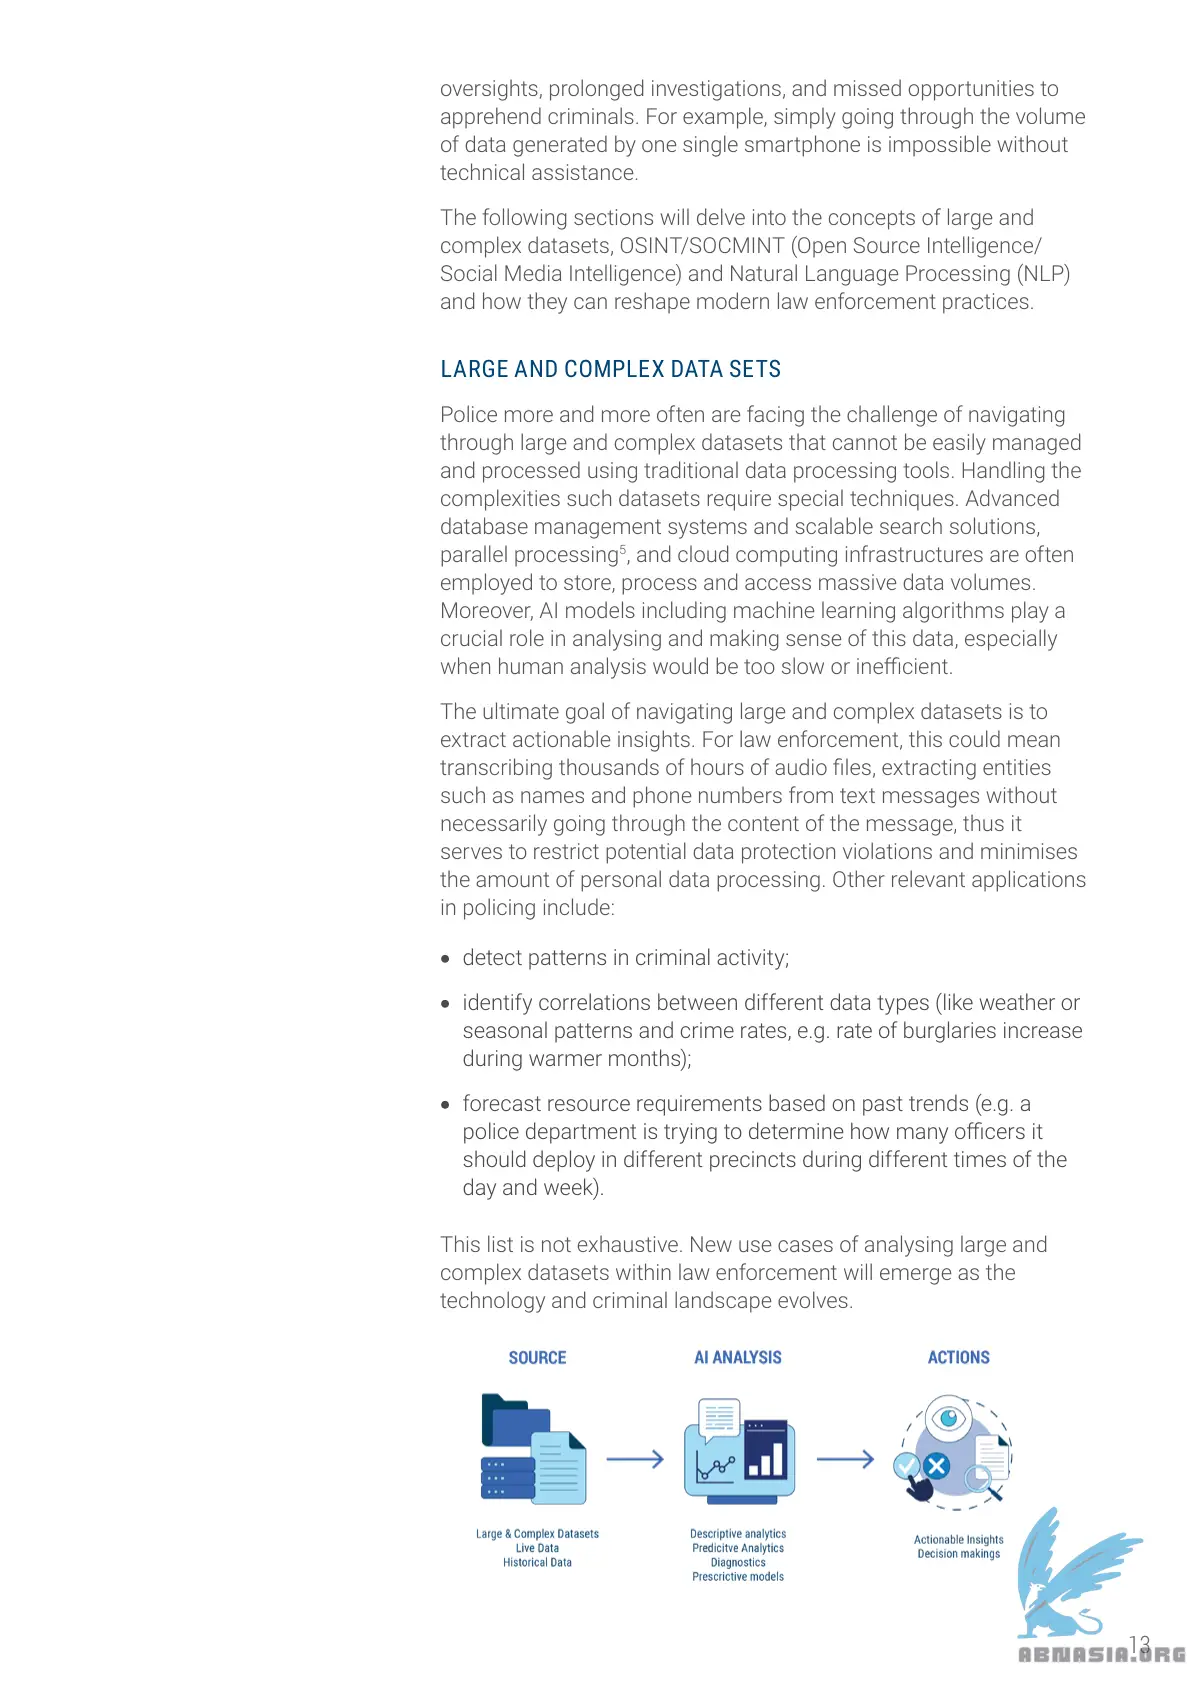 oversights, prolonged investigations, and missed opportunities to
apprehend criminals. For example, simply going through the volume
of data generated by one single smartphone is impossible without
technical assistance.
The following sections will delve into the concepts of large and
complex datasets, OSINT/SOCMINT (Open Source Intelligence/
Social Media Intelligence) and Natural Language Processing (NLP)
and how they can reshape modern law enforcement practices.
LARGE AND COMPLEX DATA SETS
Police more and more often are facing the challenge of navigating
through large and complex datasets that cannot be easily managed
and processed using traditional data processing tools. Handling the
complexities such datasets require special techniques. Advanced
database management systems and scalable search solutions,
parallel processing5, and cloud computing infrastructures are often
employed to store, process and access massive data volumes.
Moreover, AI models including machine learning algorithms play a
crucial role in analysing and making sense of this data, especially
when human analysis would be too slow or inefficient.
The ultimate goal of navigating large and complex datasets is to
extract actionable insights. For law enforcement, this could mean
transcribing thousands of hours of audio files, extracting entities
such as names and phone numbers from text messages without
necessarily going through the content of the message, thus it
serves to restrict potential data protection violations and minimises
the amount of personal data processing. Other relevant applications
in policing include:
• detect patterns in criminal activity;
• identify correlations between different data types (like weather or
seasonal patterns and crime rates, e.g. rate of burglaries increase
during warmer months);
• forecast resource requirements based on past trends (e.g. a
police department is trying to determine how many officers it
should deploy in different precincts during different times of the
day and week).
This list is not exhaustive. New use cases of analysing large and
complex datasets within law enforcement will emerge as the
technology and criminal landscape evolves.
SOURCE
Large & Complex Datasets
Live Data
Historical Data
AI ANALYSIS
Descriptive analytics
Predicitve Analytics
Diagnostics
Prescrictive models
ACTIONS
Actionable Insights
Decision makings
13
ABNASIA.ORG